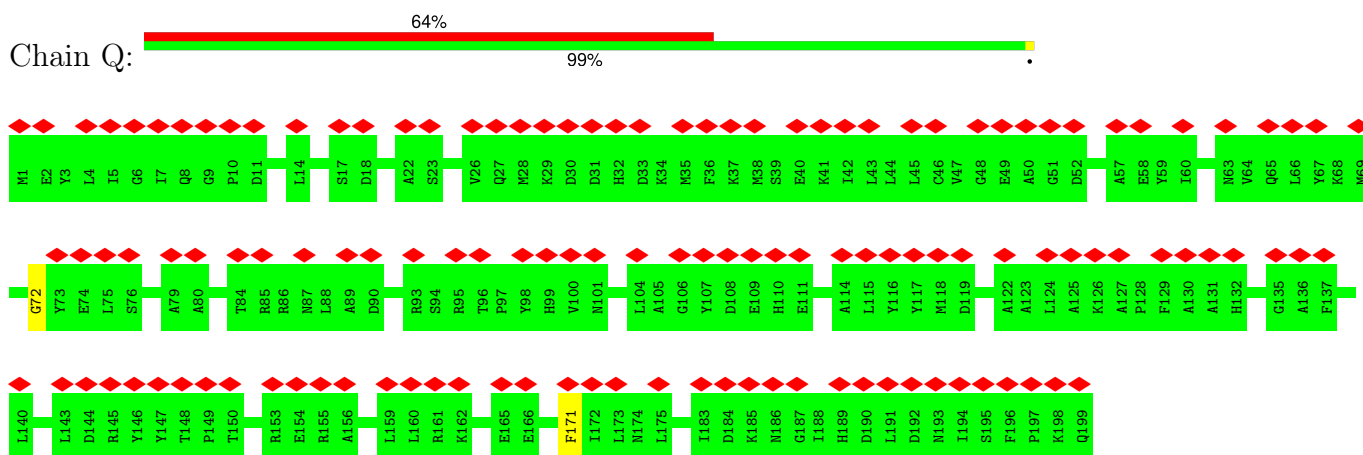 64%
Chain Q:
99% •
M1 E2 Y3 L4 I5 G6 I7 Q8 G9 P10 D11 L14 S17 D18 A22 S23 V26 Q27 M28 K29 D30 D31 H32 D33 K34 M35 F36 K37 M38 S39 E40 K41 I42 L43 L44 L45 C46 V47 G48 E49 A50 G51 D52 A57 E58 Y59 I60 N63 V64 Q65 L66 Y67 K68 M69
G72 Y73 E74 L75 S76 A79 A80 T84 R85 R86 N87 L88 A89 D90 R93 S94 R95 T96 P97 Y98 H99 V100 N101 L104 A105 G106 Y107 D108 E109 H110 E111 A114 L115 Y116 Y117 M118 D119 A122 A123 L124 A125 K126 A127 P128 F129 A130 A131 H132 G135 A136 F137
L140 L143 D144 R145 Y146 Y147 T148 P149 T150 R153 E154 R155 A156 L159 L160 R161 K162 E165 E166 F171 I172 L173 N174 L175 I183 D184 K185 N186 G187 I188 H189 D190 L191 D192 N193 I194 S195 F196 P197 K198 Q199